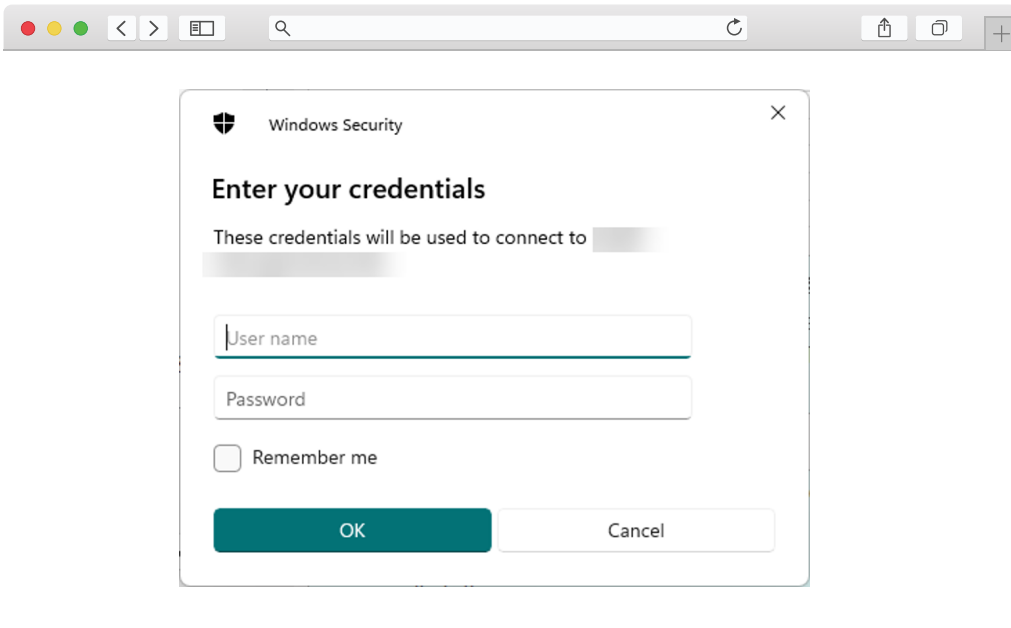 Windows Security
Enter your credentials
These credentials will be used to connect to
User name
Password
Remember me
OK
Cancel